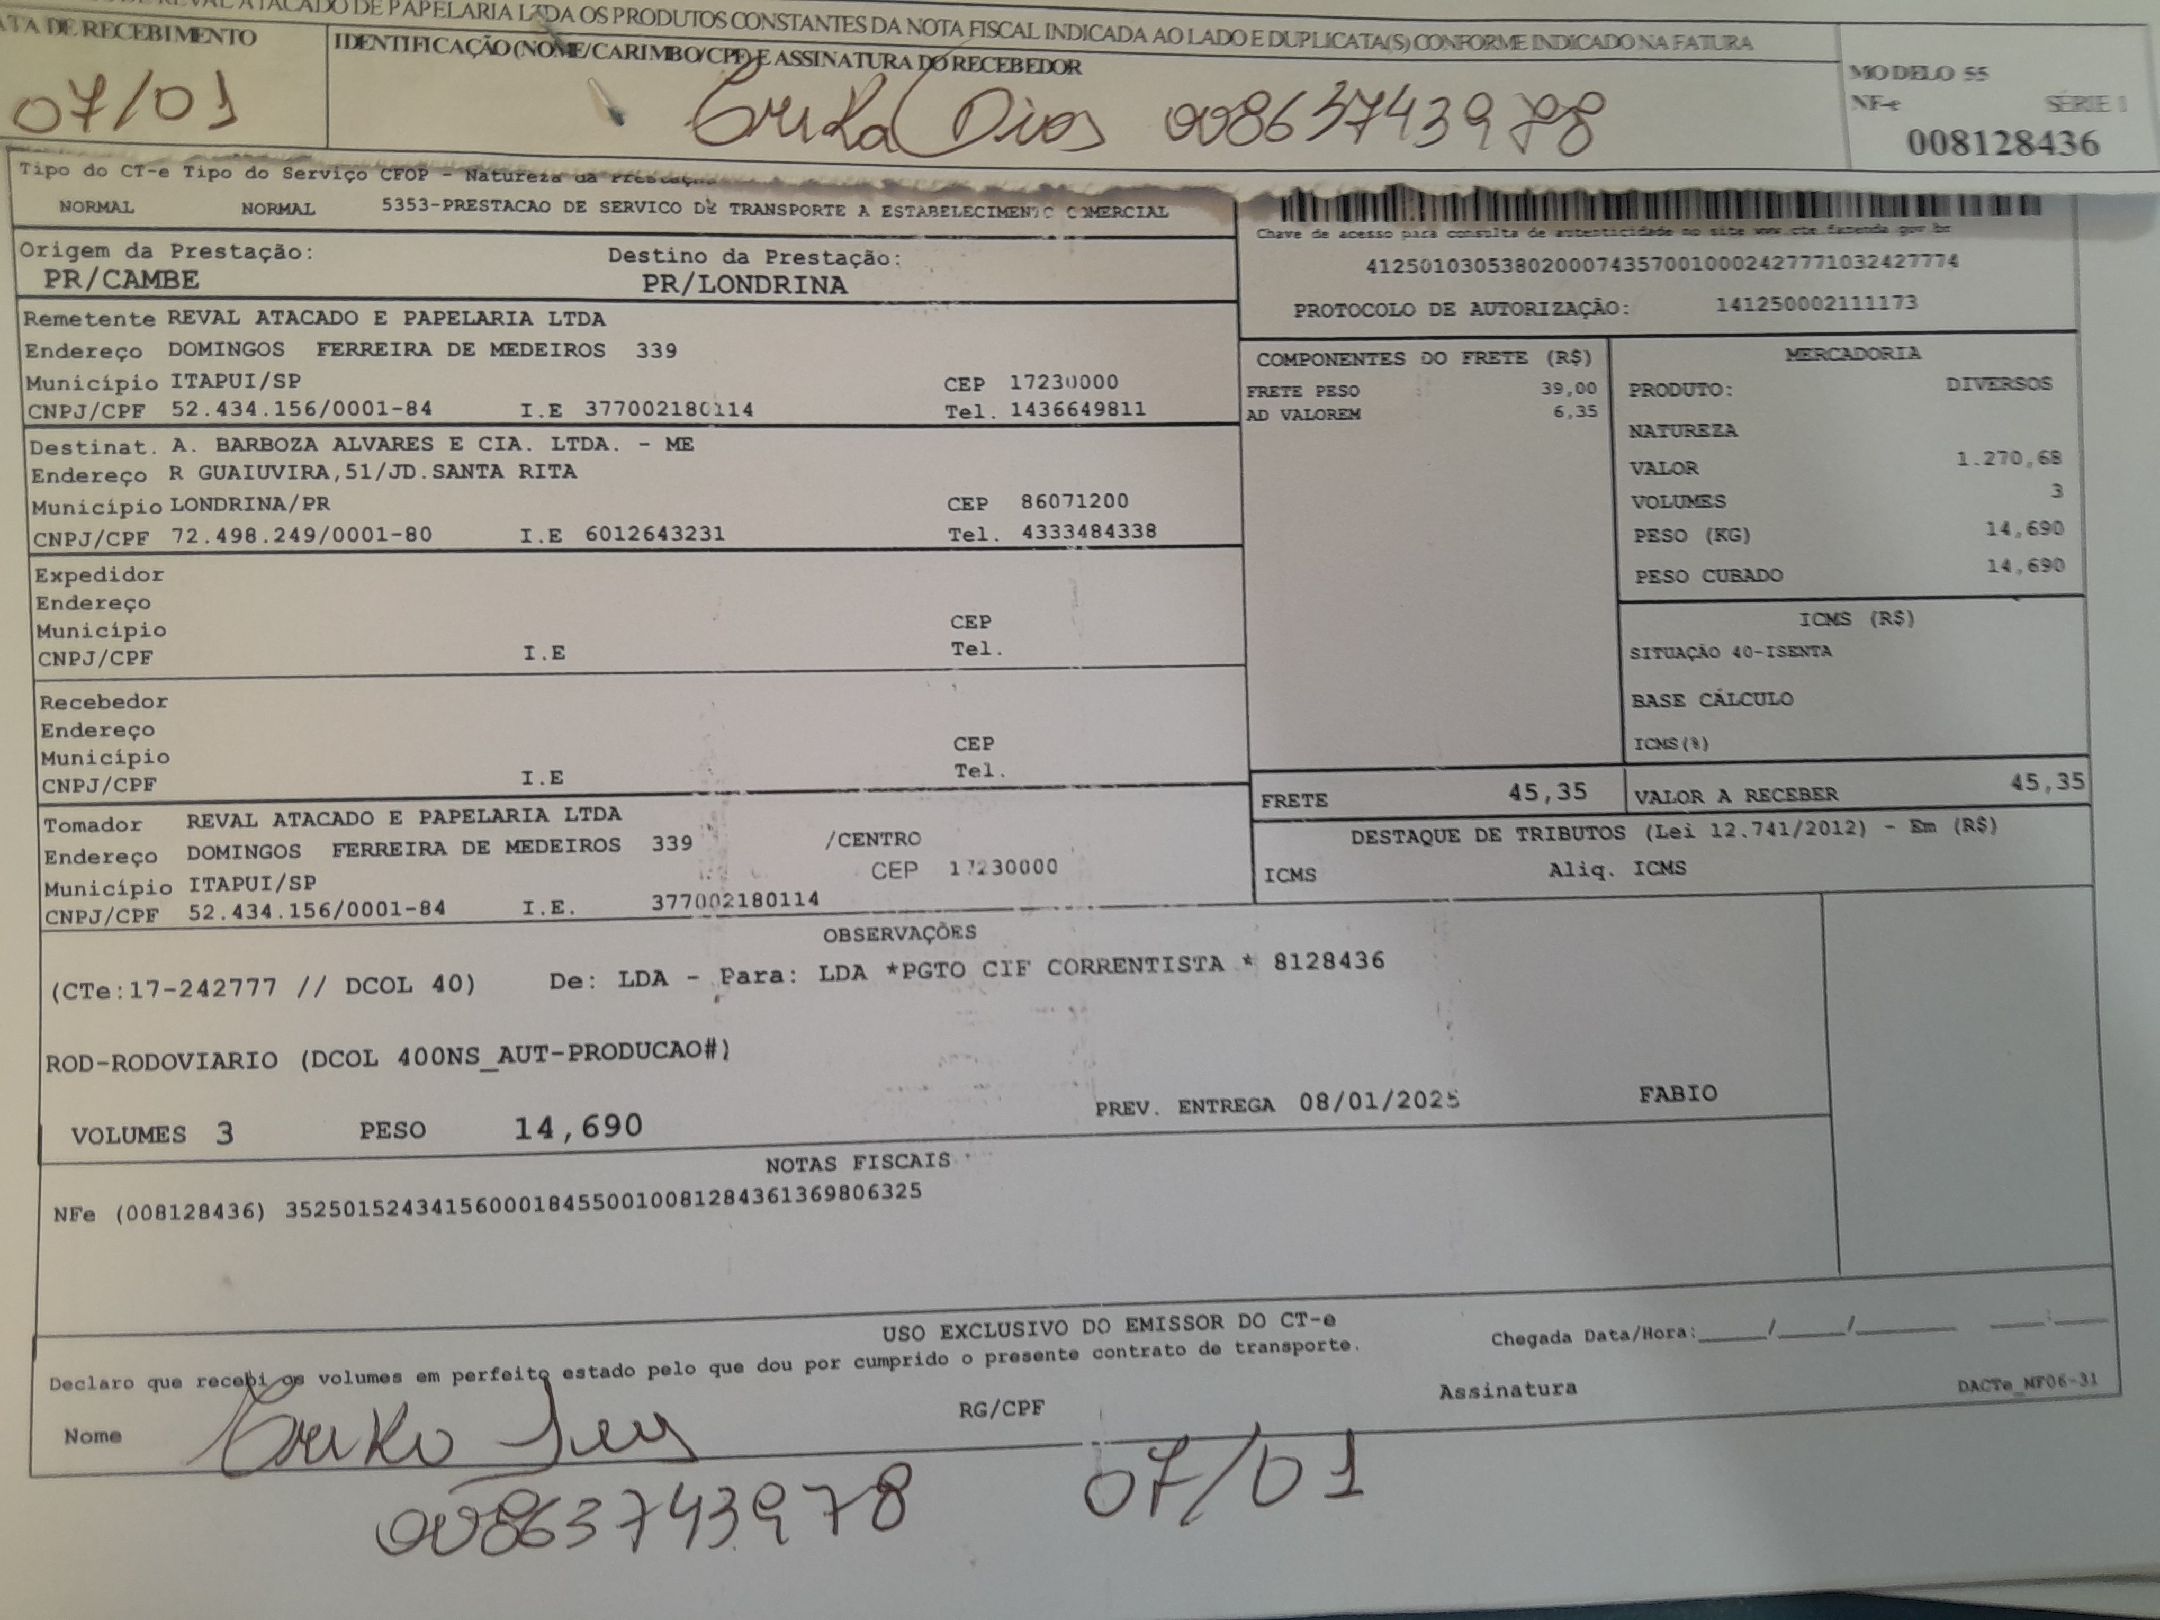 DE REVAL ATACADO DE PAPELARIA LTDA OS PRODUTOS CONSTANTES DA NOTA FISCAL INDICADA AO LADO E DUPLICATA(S) CONFORME INDICADO NA FATURA
ATA DE RECEBIMENTO
IDENTIFICAÇÃO (NOME/CARIMBO/CPF) E ASSINATURA DO RECEBEDOR
07/01
Erika Dias 00863743978
MODELO 55
NF-e SÉRIE 1
008128436
Tipo do CT-e Tipo do Serviço CFOP - Natureza da Prestação
NORMAL NORMAL 5353-PRESTACAO DE SERVICO DE TRANSPORTE A ESTABELECIMENTO COMERCIAL
Chave de acesso para consulta de autenticidade no site www.cte.fazenda.gov.br
41250103053802000743570010002427771032427774
PROTOCOLO DE AUTORIZAÇÃO: 141250002111173
Origem da Prestação: Destino da Prestação:
PR/CAMBE PR/LONDRINA
Remetente REVAL ATACADO E PAPELARIA LTDA
Endereço DOMINGOS FERREIRA DE MEDEIROS 339
Município ITAPUI/SP CEP 17230000
CNPJ/CPF 52.434.156/0001-84 I.E 377002180114 Tel. 1436649811
Destinat. A. BARBOZA ALVARES E CIA. LTDA. - ME
Endereço R GUAIUVIRA,51/JD.SANTA RITA
Município LONDRINA/PR CEP 86071200
CNPJ/CPF 72.498.249/0001-80 I.E 6012643231 Tel. 4333484338
Expedidor
Endereço
Município CEP
CNPJ/CPF I.E Tel.
Recebedor
Endereço
Município CEP
CNPJ/CPF I.E Tel.
Tomador REVAL ATACADO E PAPELARIA LTDA
Endereço DOMINGOS FERREIRA DE MEDEIROS 339 /CENTRO
Município ITAPUI/SP CEP 17230000
CNPJ/CPF 52.434.156/0001-84 I.E. 377002180114
COMPONENTES DO FRETE (R$)
FRETE PESO 39,00
AD VALOREM 6,35
MERCADORIA
PRODUTO: DIVERSOS
NATUREZA
VALOR 1.270,68
VOLUMES 3
PESO (KG) 14,690
PESO CUBADO 14,690
ICMS (R$)
SITUAÇÃO 40-ISENTA
BASE CÁLCULO
ICMS(%)
FRETE 45,35 VALOR A RECEBER 45,35
DESTAQUE DE TRIBUTOS (Lei 12.741/2012) - Em (R$)
ICMS Aliq. ICMS
OBSERVAÇÕES
(CTe:17-242777 // DCOL 40) De: LDA - Para: LDA *PGTO CIF CORRENTISTA * 8128436
ROD-RODOVIARIO (DCOL 400NS_AUT-PRODUCAO#)
VOLUMES 3 PESO 14,690 PREV. ENTREGA 08/01/2025 FABIO
NOTAS FISCAIS
NFe (008128436) 35250152434156000184550010081284361369806325
USO EXCLUSIVO DO EMISSOR DO CT-e
Declaro que recebi os volumes em perfeito estado pelo que dou por cumprido o presente contrato de transporte.
Chegada Data/Hora:_____/_____/_______ ____:____
Nome Erika RG/CPF Assinatura DACTe_NF06-31
00863743978 07/01